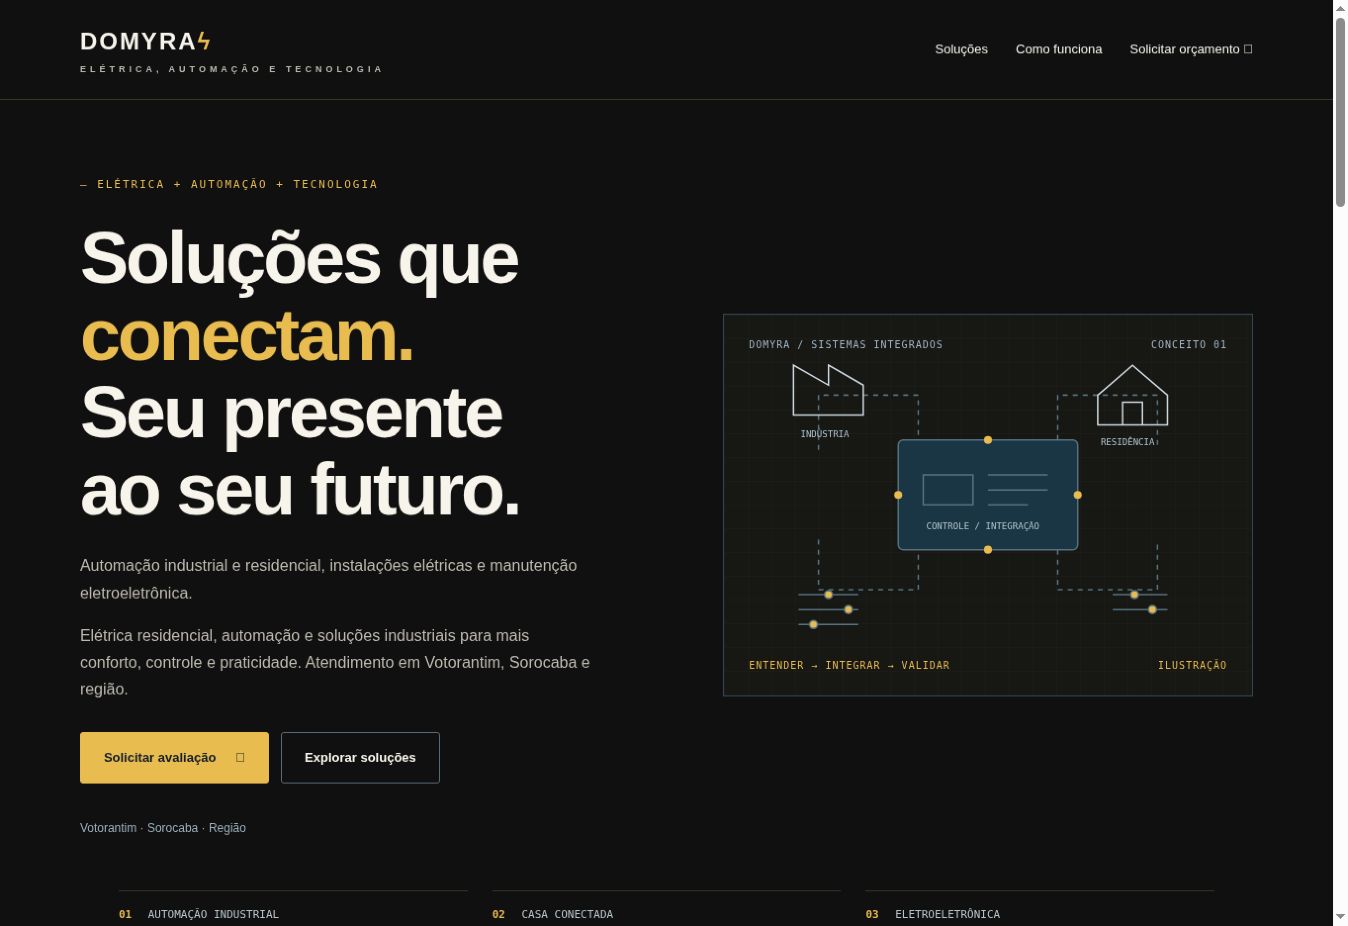 DOMYRA
ELÉTRICA, AUTOMAÇÃO E TECNOLOGIA
Soluções
Como funciona
Solicitar orçamento
— ELÉTRICA + AUTOMAÇÃO + TECNOLOGIA
Soluções que
conectam.
Seu presente
ao seu futuro.
Automação industrial e residencial, instalações elétricas e manutenção
eletroeletrônica.
Elétrica residencial, automação e soluções industriais para mais
conforto, controle e praticidade. Atendimento em Votorantim, Sorocaba e
região.
Solicitar avaliação
Explorar soluções
Votorantim · Sorocaba · Região
DOMYRA / SISTEMAS INTEGRADOS
CONCEITO 01
INDÚSTRIA
RESIDÊNCIA
CONTROLE / INTEGRAÇÃO
ENTENDER → INTEGRAR → VALIDAR
ILUSTRAÇÃO
01 AUTOMAÇÃO INDUSTRIAL
02 CASA CONECTADA
03 ELETROELETRÔNICA